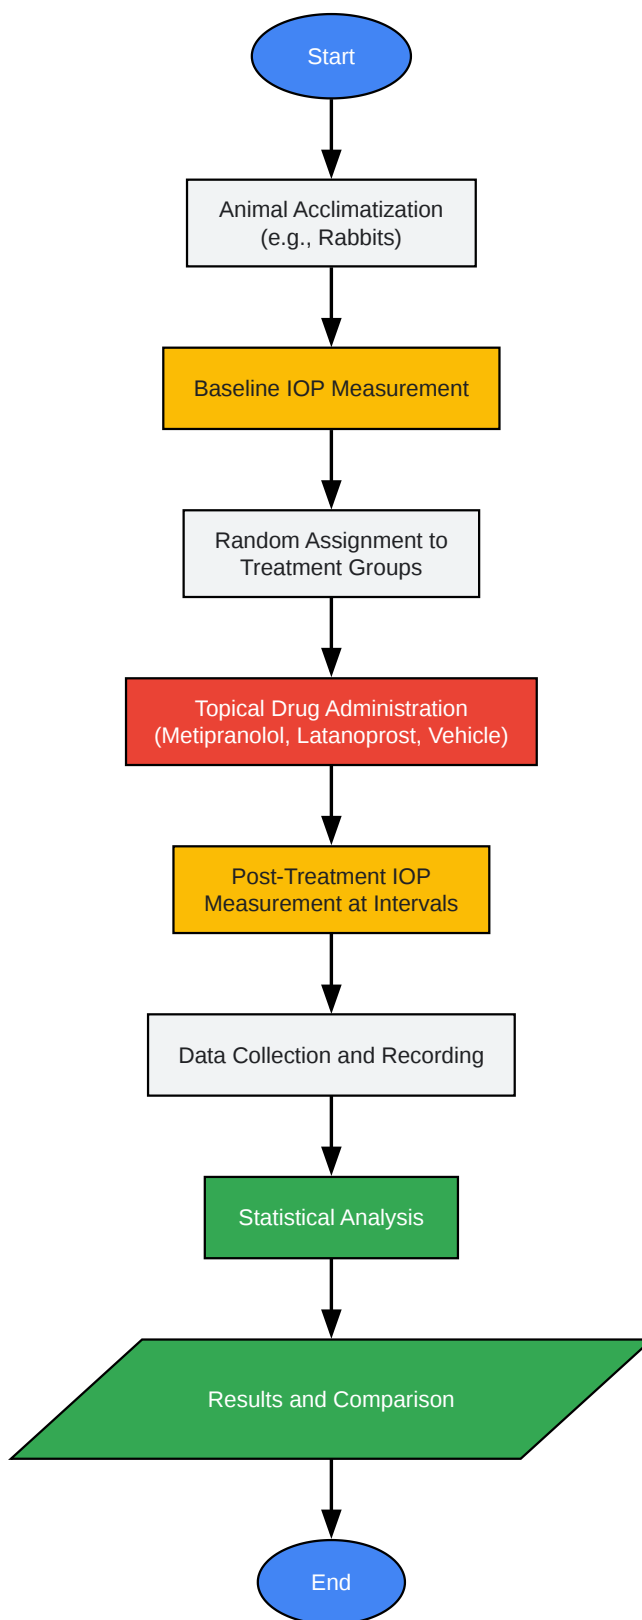 Start
Animal Acclimatization
(e.g., Rabbits)
Baseline IOP Measurement
Random Assignment to
Treatment Groups
Topical Drug Administration
(Metipranolol, Latanoprost, Vehicle)
Post-Treatment IOP
Measurement at Intervals
Data Collection and Recording
Statistical Analysis
Results and Comparison
End